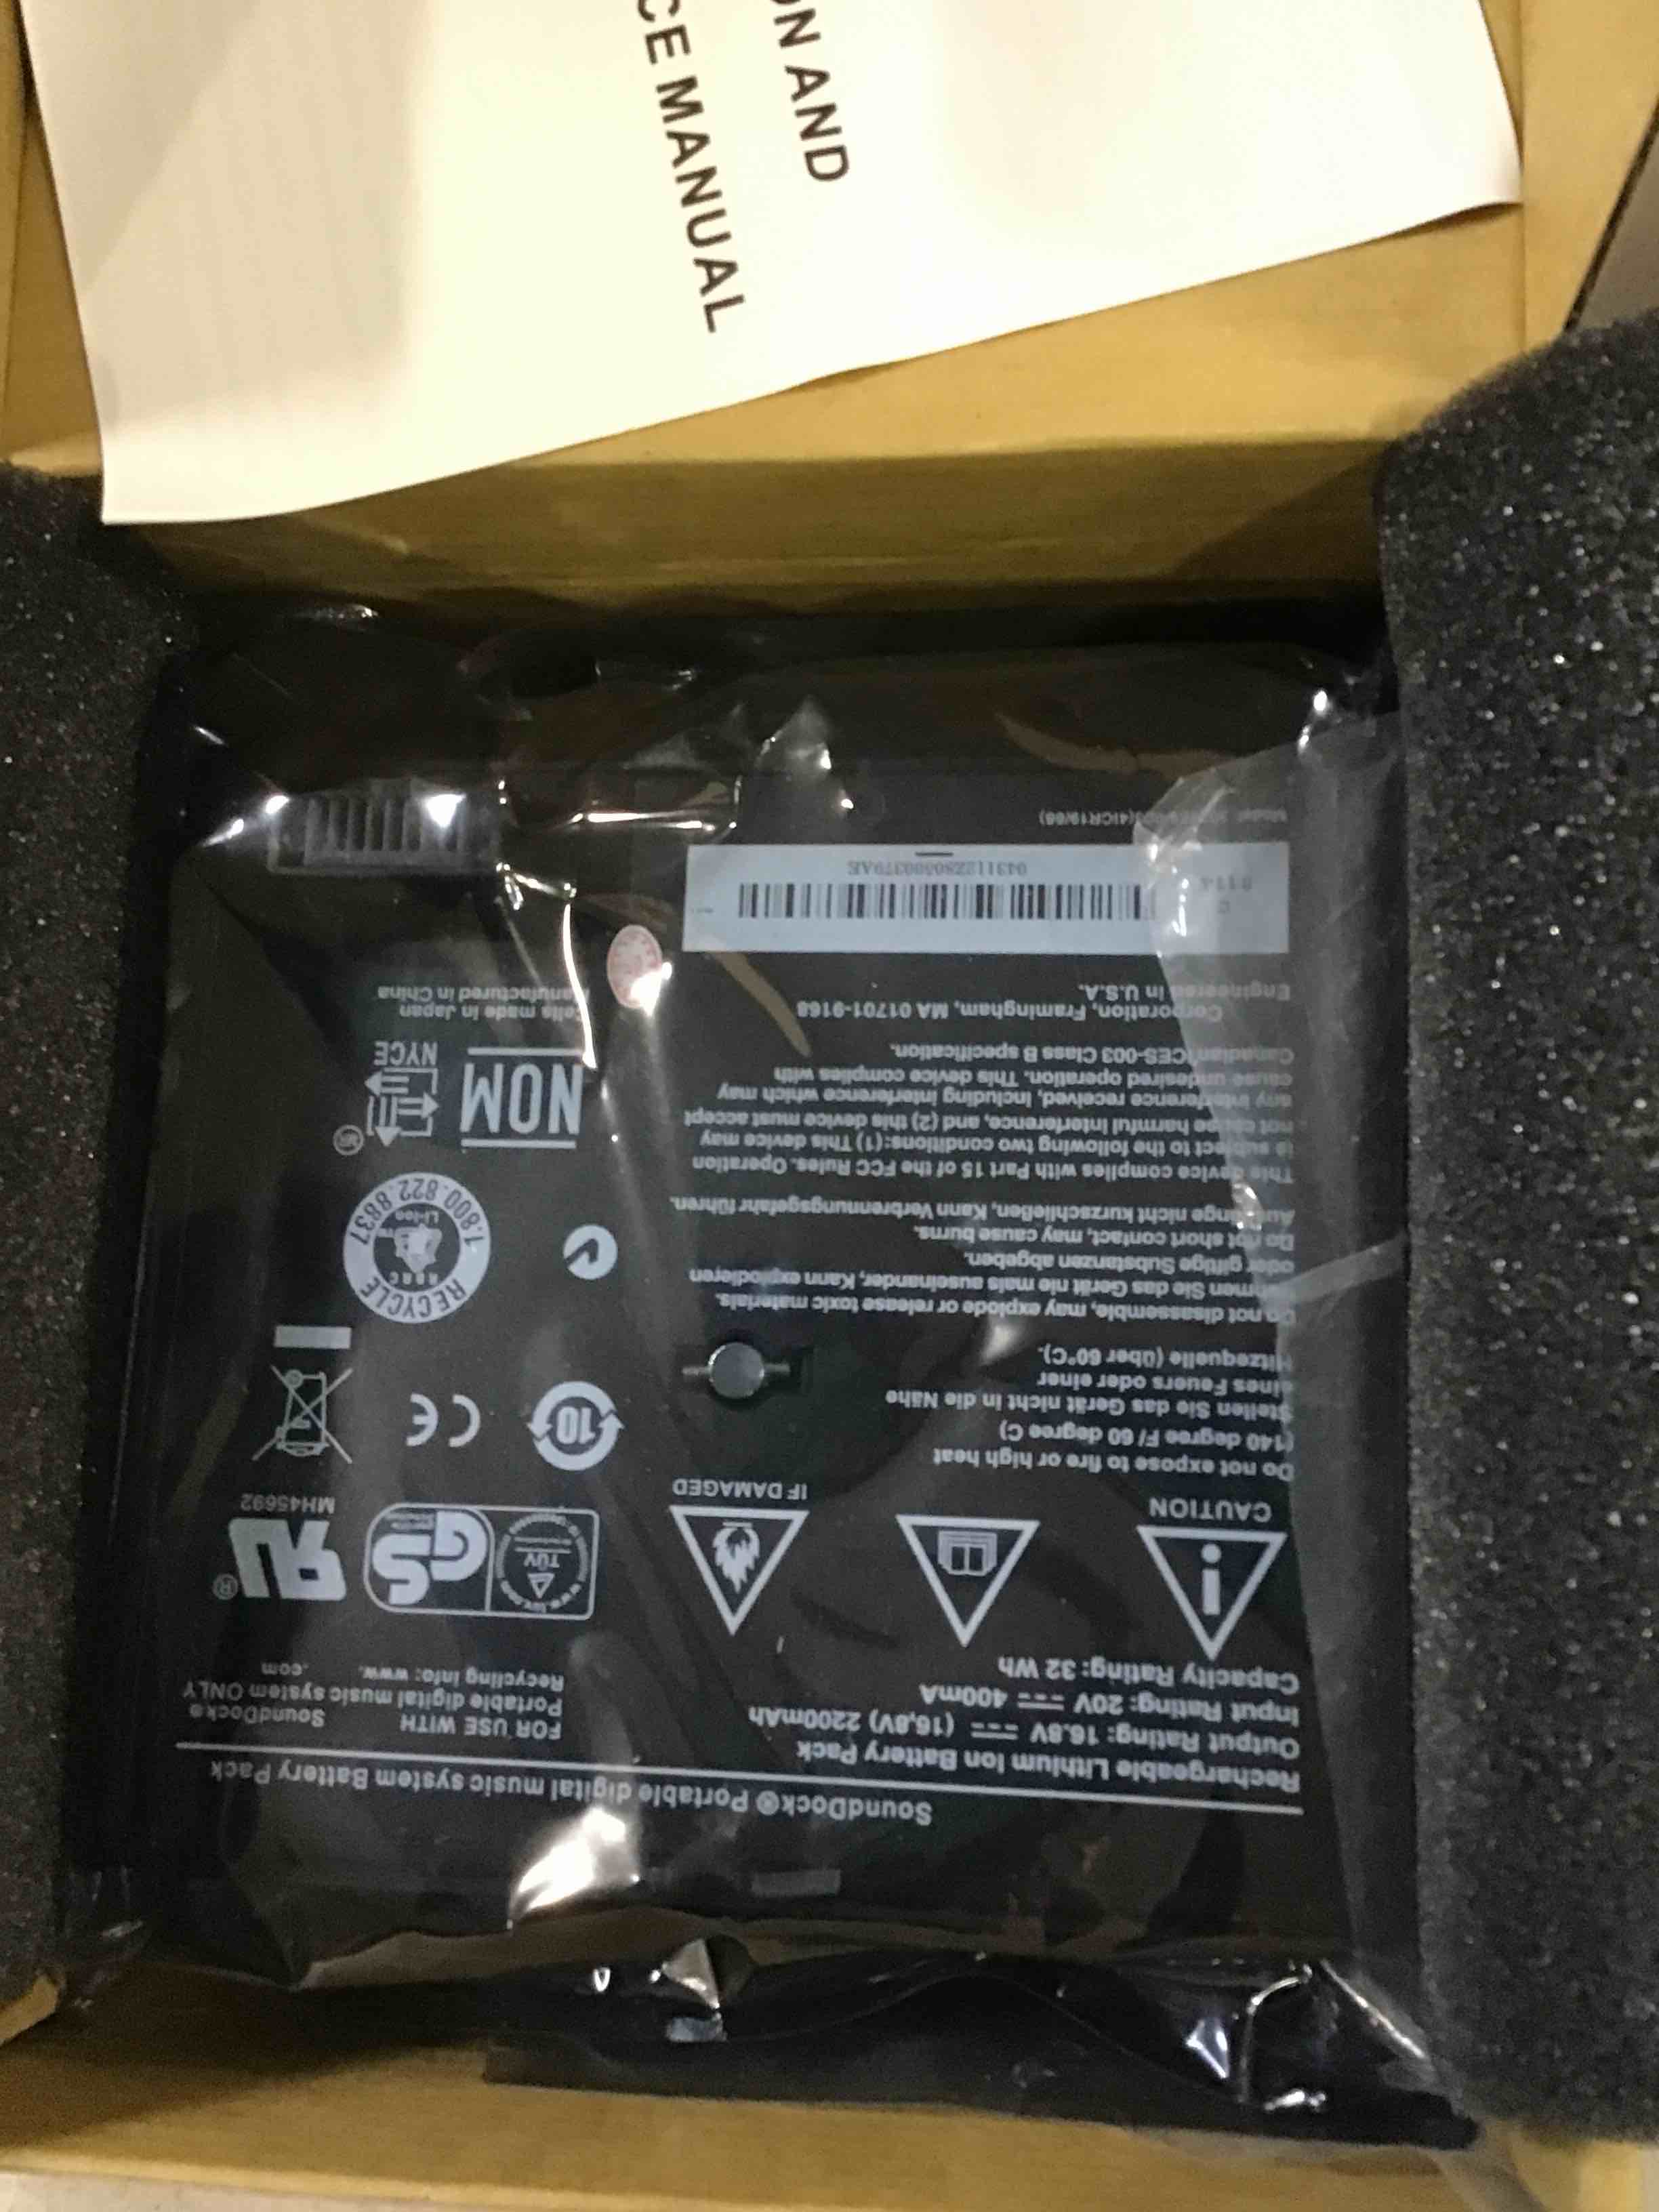 ON AND
CE MANUAL
SoundDock® Portable digital music system Battery Pack
Rechargeable Lithium Ion Battery Pack
Output Rating: 16.8V (16,8V) 2200mAh
Input Rating: 20V 400mA
Capacity Rating: 32 Wh
FOR USE WITH SoundDock®
Portable digital music system ONLY
Recycling info: www. .com
CAUTION
IF DAMAGED
Do not expose to fire or high heat
(140 degree F/ 60 degree C)
Stellen Sie das Gerät nicht in die Nähe
eines Feuers oder einer
Hitzequelle (über 60°C).
Do not disassemble, may explode or release toxic materials.
Sie das Gerät nie mals auseinander, Kann explodieren
oder giftige Substanzen abgeben.
Do not short contact, may cause burns.
nicht kurzschließen, Kann Verbrennungsgefahr führen.
This device complies with Part 15 of the FCC Rules. Operation
is subject to the following two conditions:(1) This device may
not cause harmful interference, and (2) this device must accept
any interference received, including interference which may
cause undesired operation. This device complies with
Canadian ICES-003 Class B specification.
Corporation, Framingham, MA 01701-9168
Engineered in U.S.A.
UR ®
MH45692
TÜV
GS
10
CE
RECYCLE
RBRC
Li-ion
1.800.822.8837
NOM
NYCE
MR
Cells made in Japan
Manufactured in China
(4ICR19/66)